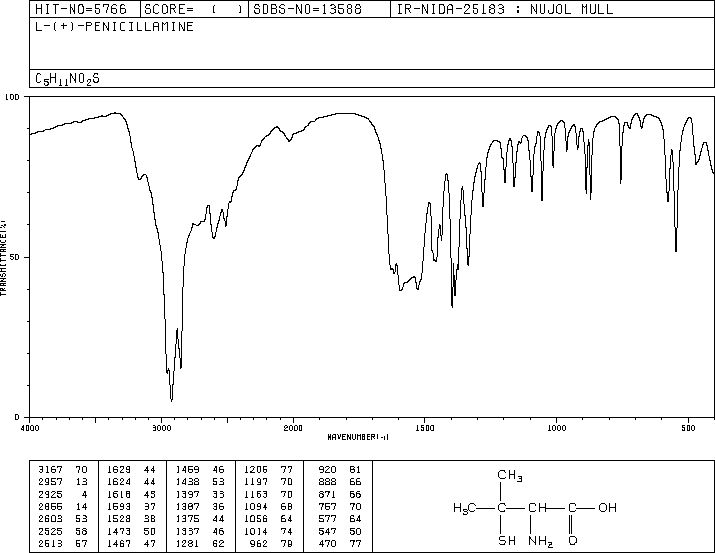 HIT-NO=5766 SCORE= ( ) SDBS-NO=13588 IR-NIDA-25183 : NUJOL MULL
L-(+)-PENICILLAMINE
C5H11NO2S
100
50
0
TRANSMITTANCE(%)
4000 3000 2000 1500 1000 500
WAVENUMBER(-1)
3167 70 1629 44 1459 46 1206 77 920 81
2957 13 1624 44 1438 53 1197 70 888 66
2925 4 1618 43 1397 33 1163 70 871 66
2855 14 1593 37 1387 36 1094 68 757 70
2603 53 1528 38 1375 44 1056 64 577 64
2525 58 1473 50 1337 46 1014 74 547 50
2513 67 1467 47 1281 62 962 79 470 77
CH3
H3C C CH C OH
SH NH2 O